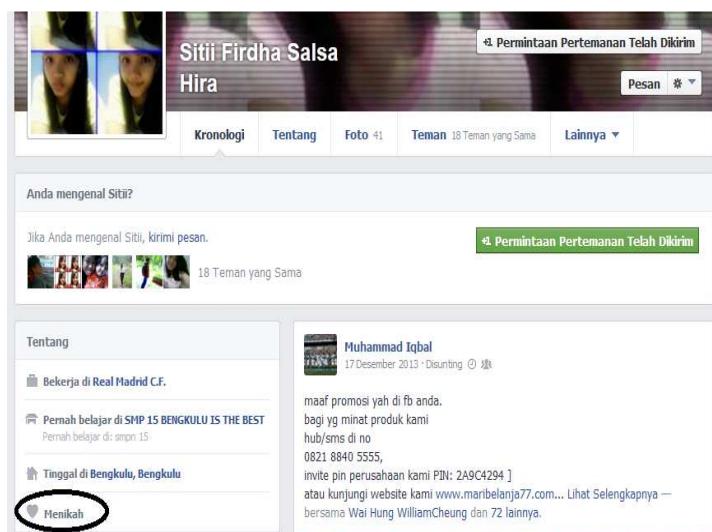 Sitii Firdha Salsa
Hira
+1 Permintaan Pertemanan Telah Dikirim
Pesan
Kronologi Tentang Foto 41 Teman 18 Teman yang Sama Lainnya
Anda mengenal Sitii?
Jika Anda mengenal Sitii, kirimi pesan.
+1 Permintaan Pertemanan Telah Dikirim
18 Teman yang Sama
Tentang
Bekerja di Real Madrid C.F.
Pernah belajar di SMP 15 BENGKULU IS THE BEST
Pernah belajar di: smpn 15
Tinggal di Bengkulu, Bengkulu
Menikah
Muhammad Iqbal
17 Desember 2013 · Disunting
maaf promosi yah di fb anda.
bagi yg minat produk kami
hub/sms di no
0821 8840 5555,
invite pin perusahaan kami PIN: 2A9C4294 ]
atau kunjungi website kami www.maribelanja77.com... Lihat Selengkapnya —
bersama Wai Hung WilliamCheung dan 72 lainnya.